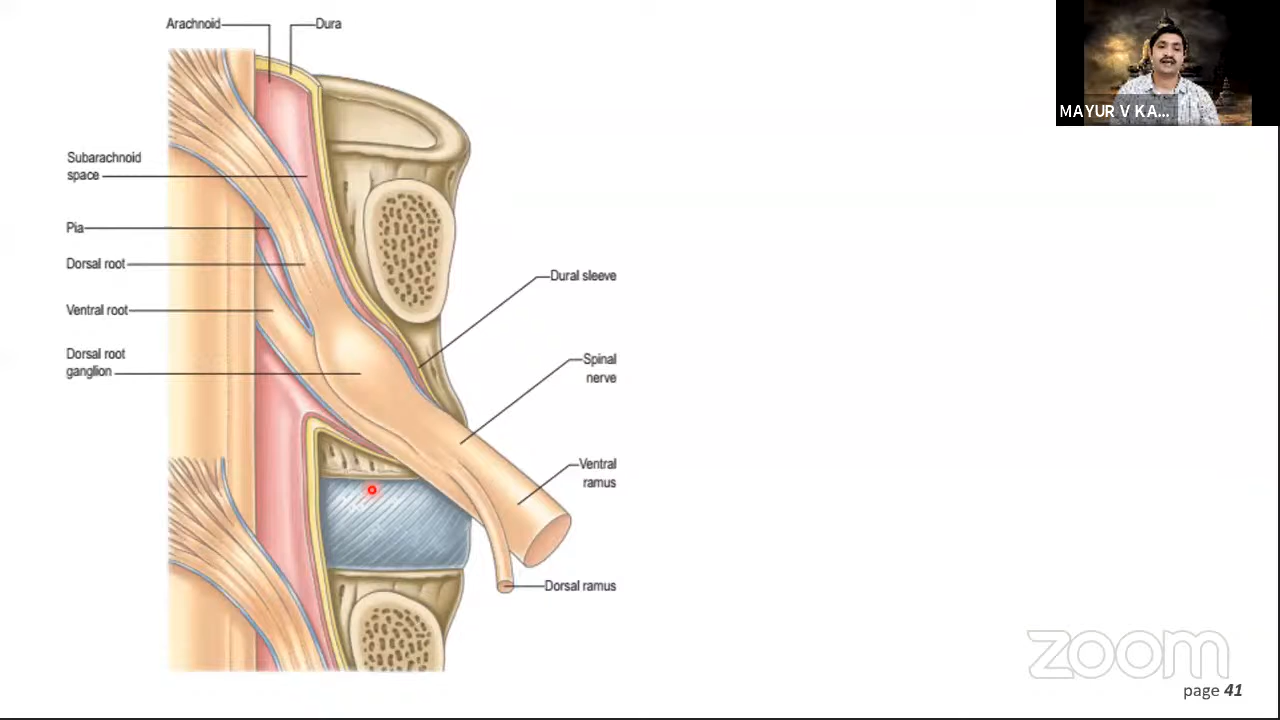 Arachnoid
Dura
MAYUR V KA...
Subarachnoid
space
Pia
Dorsal root
Dural sleeve
Ventral root
Dorsal root
ganglion
Spinal
nerve
Ventral
ramus
Dorsal ramus
zoom
page 41